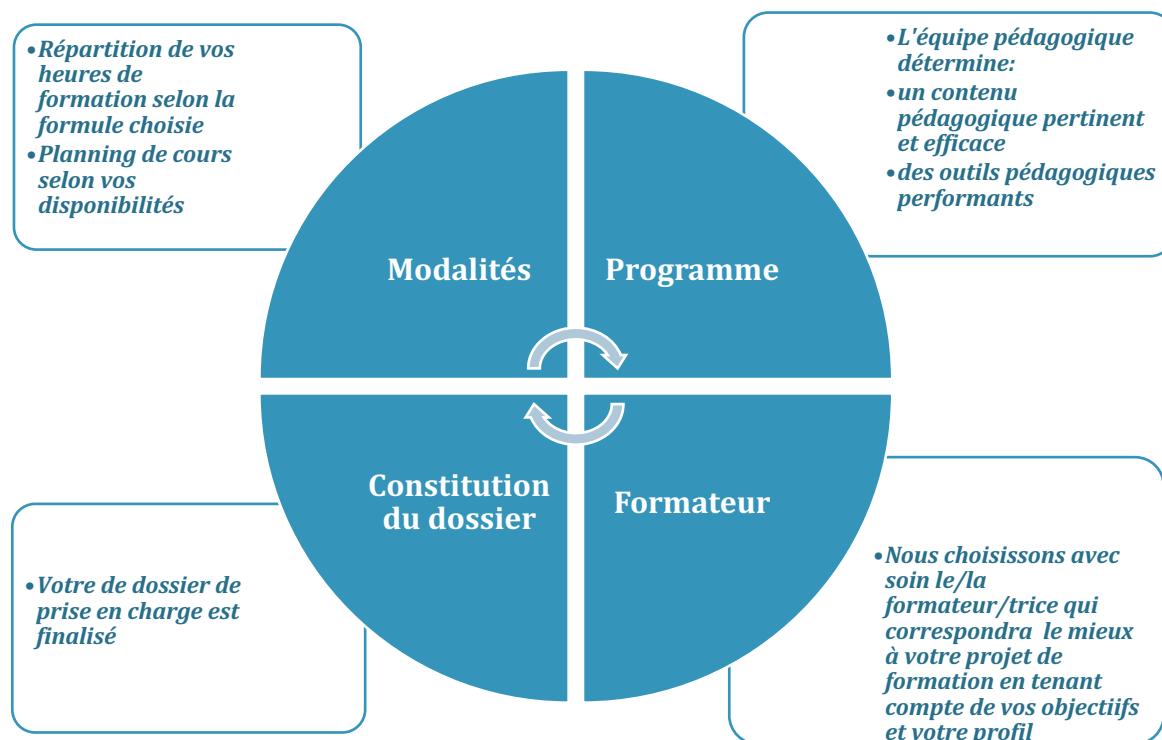 •Répartition de vos
heures de
formation selon la
formule choisie
•Planning de cours
selon vos
disponibilités
•L'équipe pédagogique
détermine:
•un contenu
pédagogique pertinent
et efficace
•des outils pédagogiques
performants
Modalités
Programme
Constitution
du dossier
Formateur
•Votre de dossier de
prise en charge est
finalisé
•Nous choisissons avec
soin le/la
formateur/trice qui
correspondra le mieux
à votre projet de
formation en tenant
compte de vos objectiifs
et votre profil